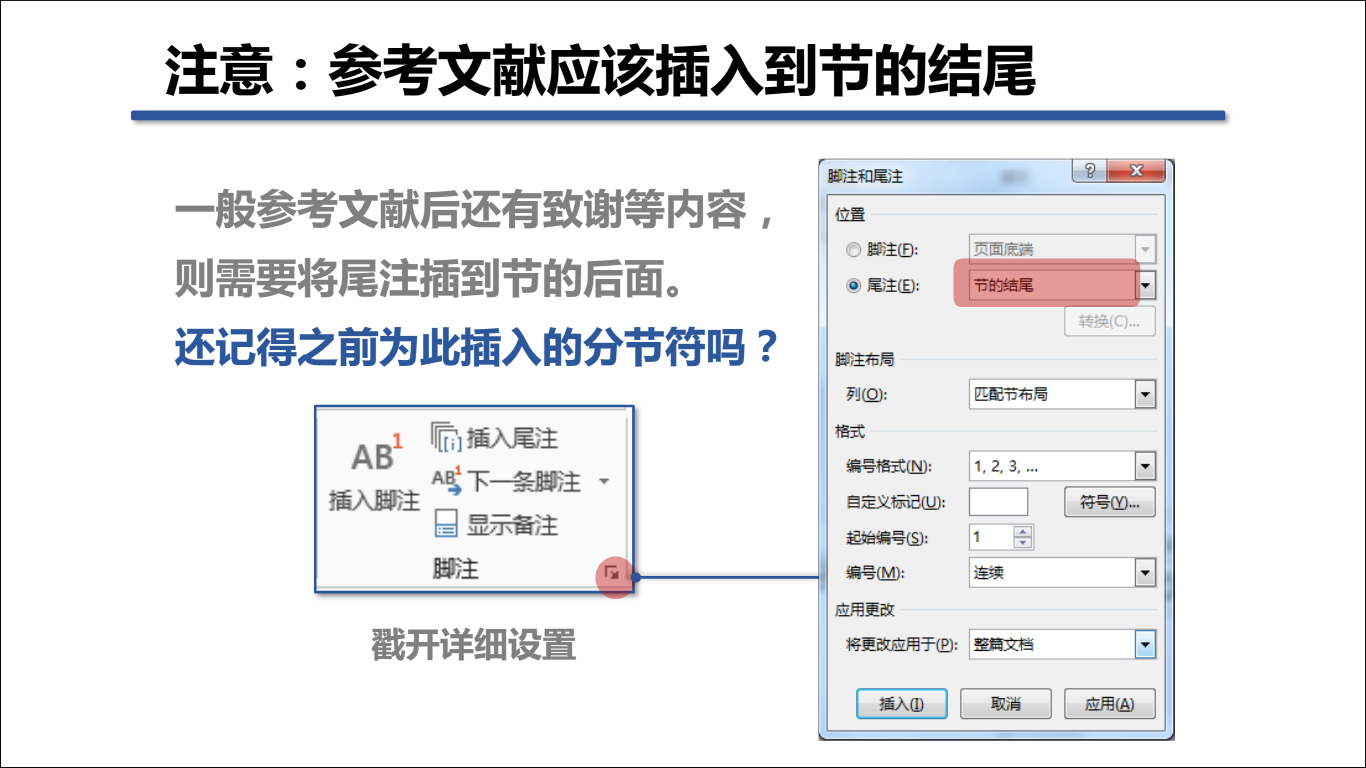 注意：参考文献应该插入到节的结尾
一般参考文献后还有致谢等内容，
则需要将尾注插到节的后面。
还记得之前为此插入的分节符吗？
AB1
插入脚注
[i] 插入尾注
AB1 下一条脚注
显示备注
脚注
戳开详细设置
脚注和尾注
位置
脚注(F): 页面底端
尾注(E): 节的结尾
转换(C)...
脚注布局
列(O): 匹配节布局
格式
编号格式(N): 1, 2, 3, ...
自定义标记(U): 符号(Y)...
起始编号(S): 1
编号(M): 连续
应用更改
将更改应用于(P): 整篇文档
插入(I) 取消 应用(A)